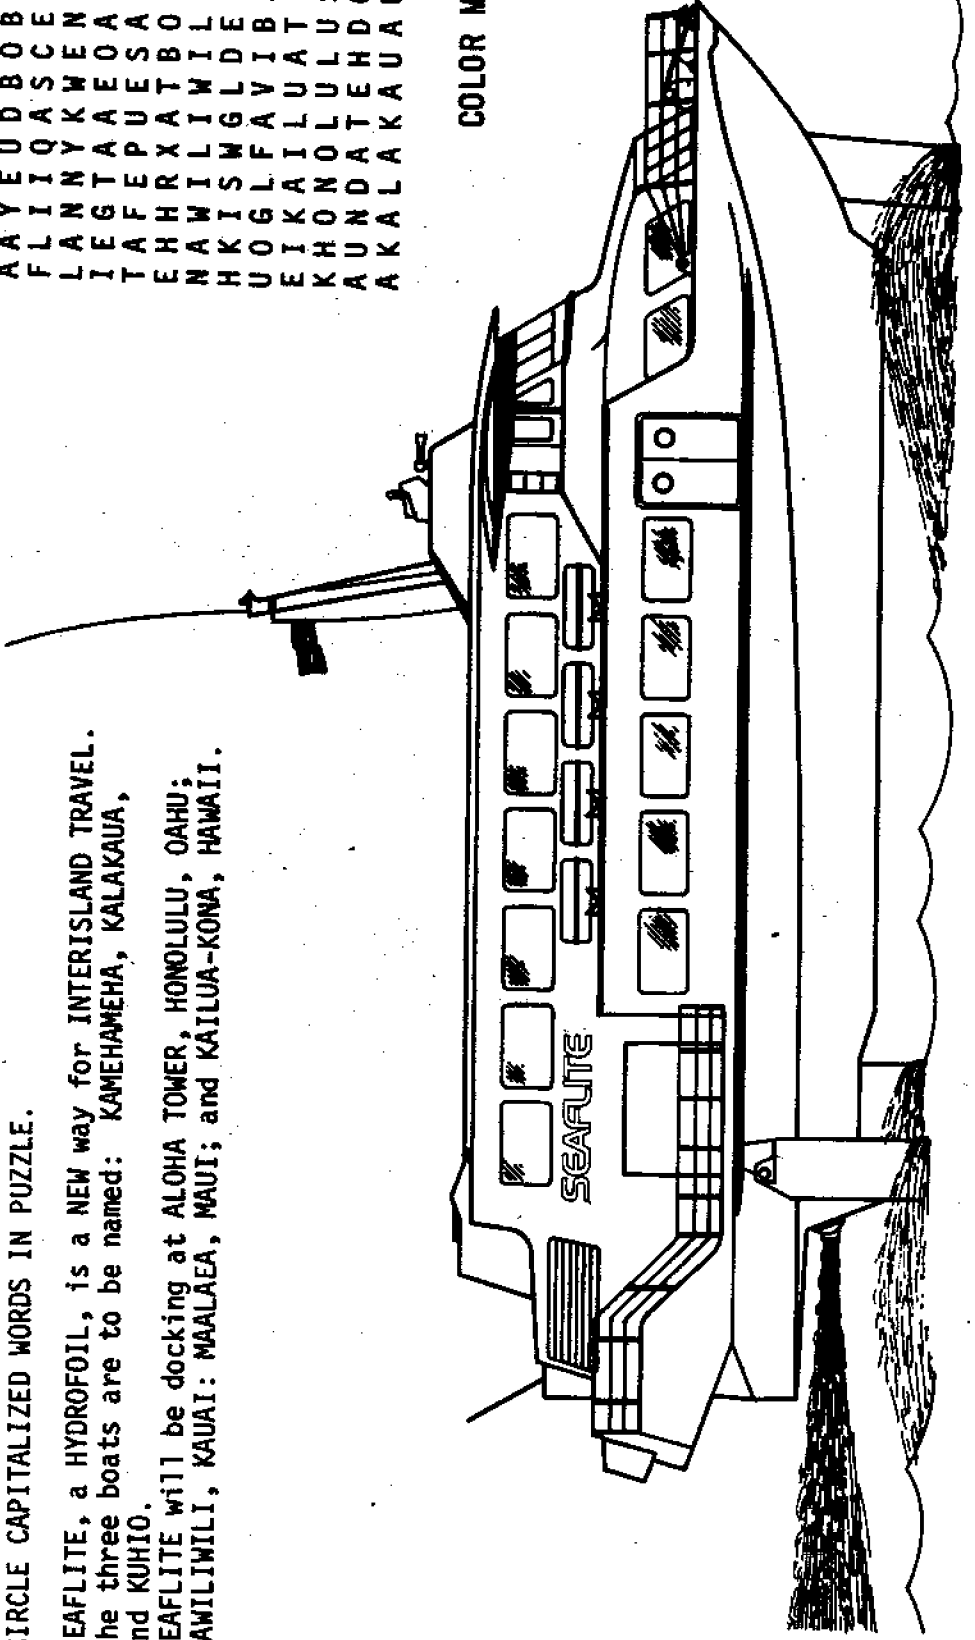 IRCLE CAPITALIZED WORDS IN PUZZLE.
EAFLITE, a HYDROFOIL, is a NEW way for INTERISLAND TRAVEL.
he three boats are to be named: KAMEHAMEHA, KALAKAUA,
nd KUHIO.
EAFLITE will be docking at ALOHA TOWER, HONOLULU, OAHU;
AWILIWILI, KAUAI: MAALAEA, MAUI; and KAILUA-KONA, HAWAII.
A A Y E U D B O B
F L I I Q A S C E
L A N N Y K W E N
I E G T A A E O A
T A F E P U E S A
E H H R X A T B O
N A W I L I W I L
H K I S W G L D E
U O G L F A V I B
E I K A I L U A T
K H O N O L U L U
A U N D A T E H D
A K A L A K A U A
COLOR M
SEAFLITE